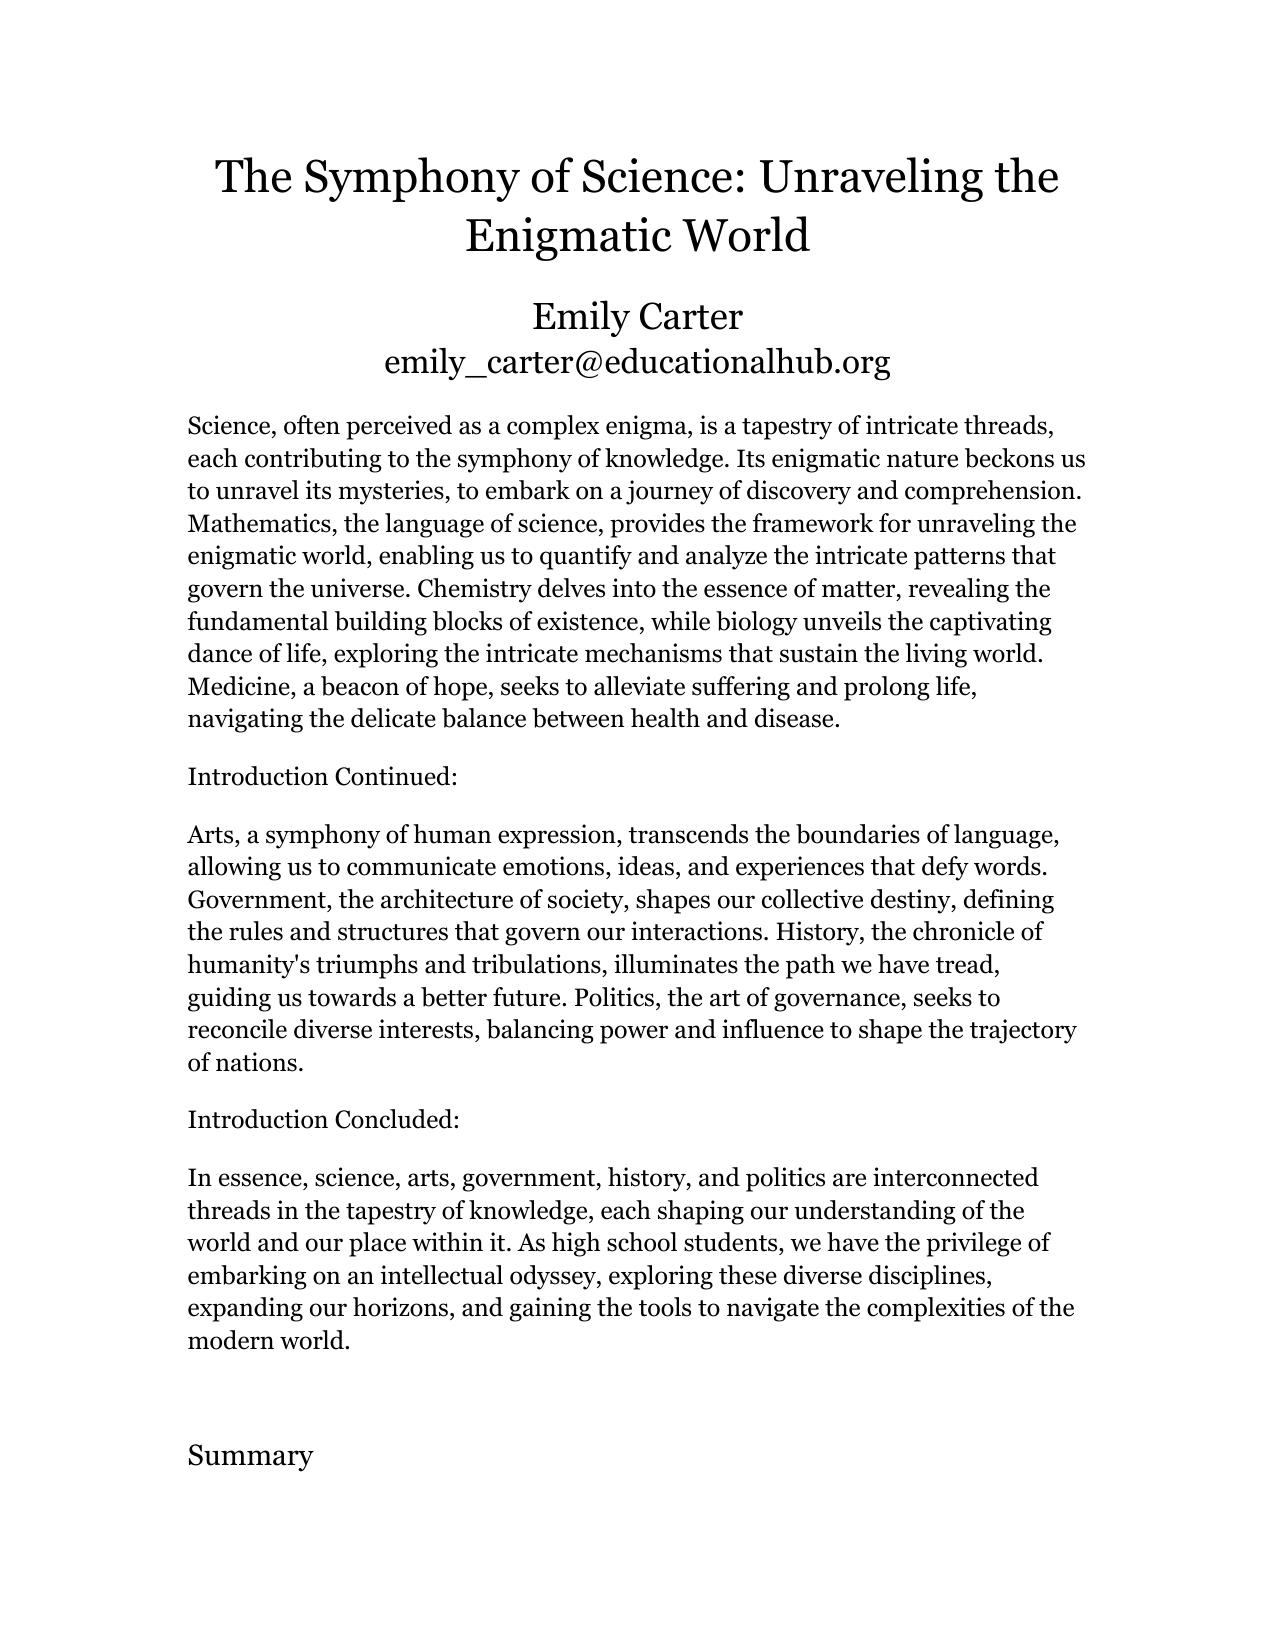 The Symphony of Science: Unraveling the
Enigmatic World
Emily Carter
emily_carter@educationalhub.org
Science, often perceived as a complex enigma, is a tapestry of intricate threads,
each contributing to the symphony of knowledge. Its enigmatic nature beckons us
to unravel its mysteries, to embark on a journey of discovery and comprehension.
Mathematics, the language of science, provides the framework for unraveling the
enigmatic world, enabling us to quantify and analyze the intricate patterns that
govern the universe. Chemistry delves into the essence of matter, revealing the
fundamental building blocks of existence, while biology unveils the captivating
dance of life, exploring the intricate mechanisms that sustain the living world.
Medicine, a beacon of hope, seeks to alleviate suffering and prolong life,
navigating the delicate balance between health and disease.
Introduction Continued:
Arts, a symphony of human expression, transcends the boundaries of language,
allowing us to communicate emotions, ideas, and experiences that defy words.
Government, the architecture of society, shapes our collective destiny, defining
the rules and structures that govern our interactions. History, the chronicle of
humanity's triumphs and tribulations, illuminates the path we have tread,
guiding us towards a better future. Politics, the art of governance, seeks to
reconcile diverse interests, balancing power and influence to shape the trajectory
of nations.
Introduction Concluded:
In essence, science, arts, government, history, and politics are interconnected
threads in the tapestry of knowledge, each shaping our understanding of the
world and our place within it. As high school students, we have the privilege of
embarking on an intellectual odyssey, exploring these diverse disciplines,
expanding our horizons, and gaining the tools to navigate the complexities of the
modern world.
Summary